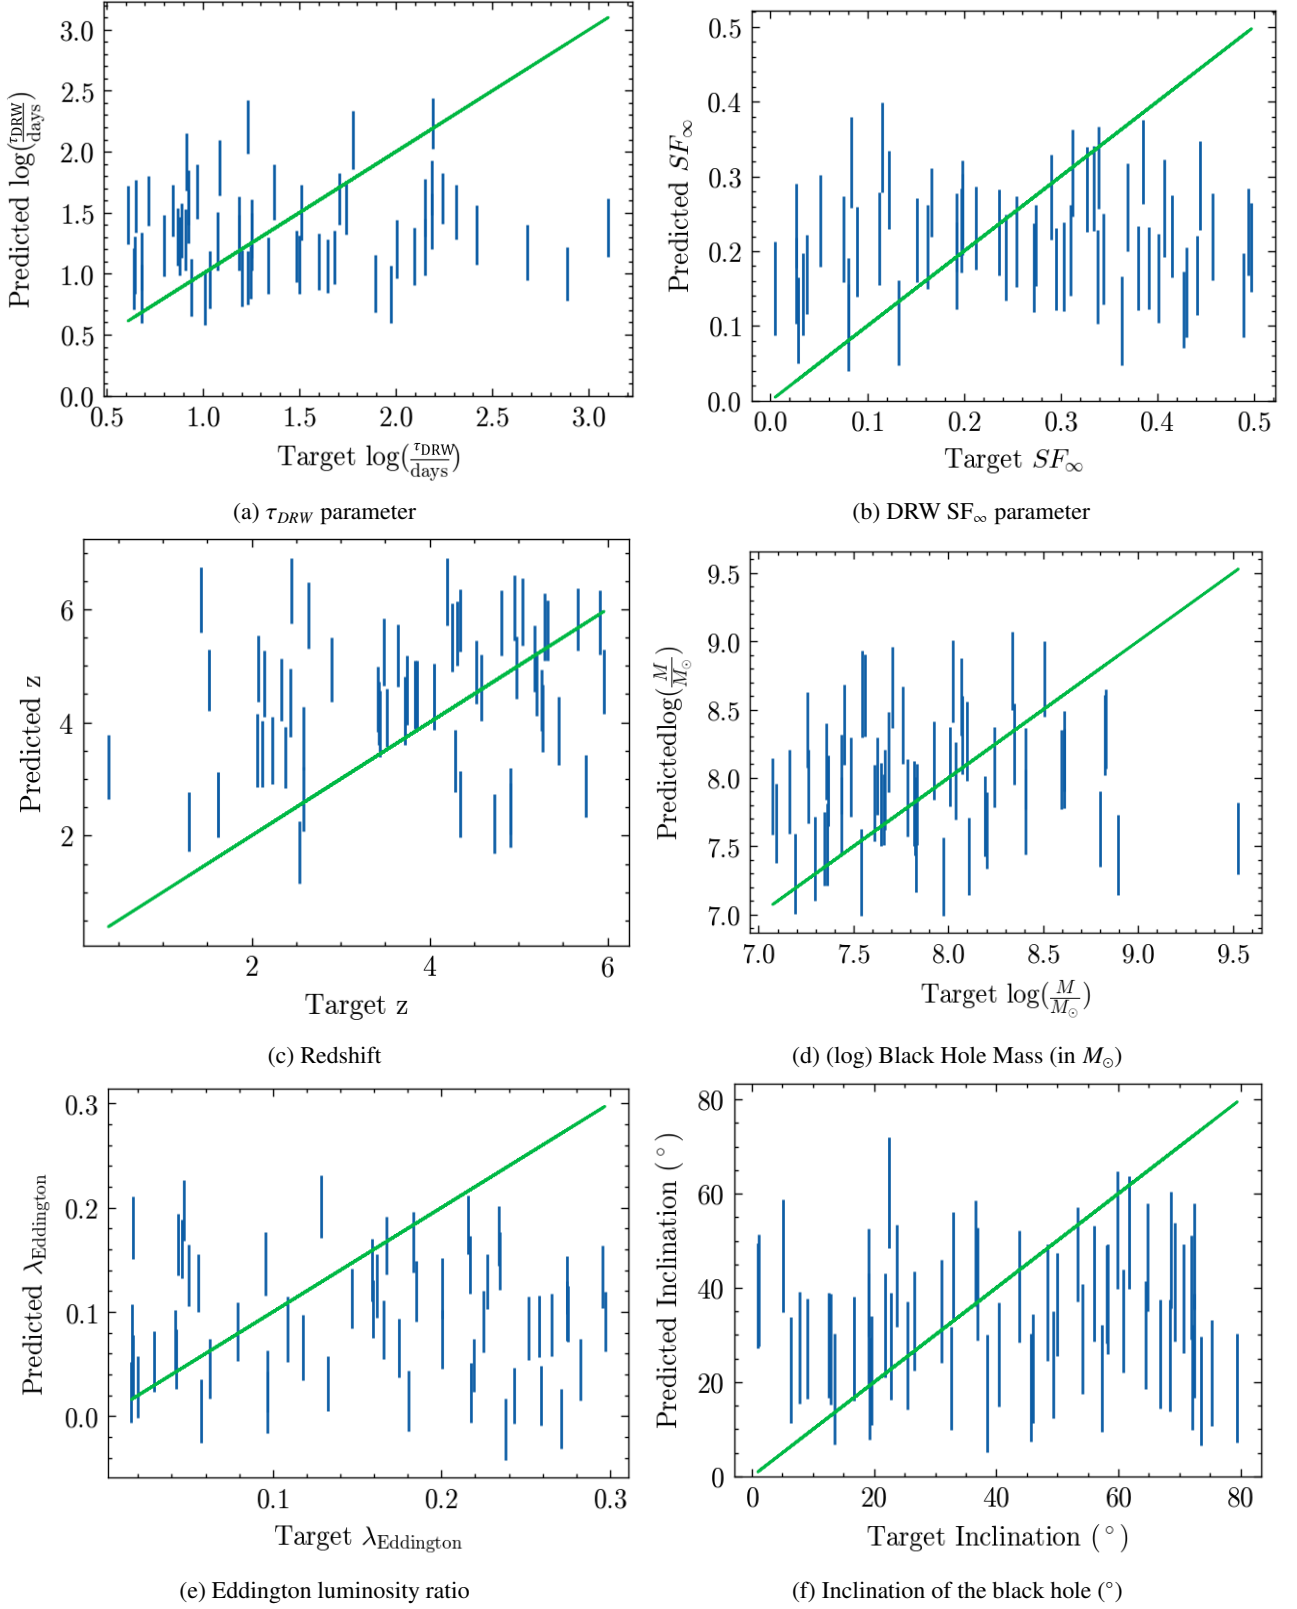 3.0
2.5
2.0
1.5
1.0
0.5
0.0
Predicted log(τDRW/days)
0.5 1.0 1.5 2.0 2.5 3.0
Target log(τDRW/days)
(a) τDRW parameter
0.5
0.4
0.3
0.2
0.1
0.0
Predicted SF∞
0.0 0.1 0.2 0.3 0.4 0.5
Target SF∞
(b) DRW SF∞ parameter
6
4
2
Predicted z
2 4 6
Target z
(c) Redshift
9.5
9.0
8.5
8.0
7.5
7.0
Predictedlog(M/M⊙)
7.0 7.5 8.0 8.5 9.0 9.5
Target log(M/M⊙)
(d) (log) Black Hole Mass (in M⊙)
0.3
0.2
0.1
0.0
Predicted λEddington
0.1 0.2 0.3
Target λEddington
(e) Eddington luminosity ratio
80
60
40
20
0
Predicted Inclination (°)
0 20 40 60 80
Target Inclination (°)
(f) Inclination of the black hole (°)